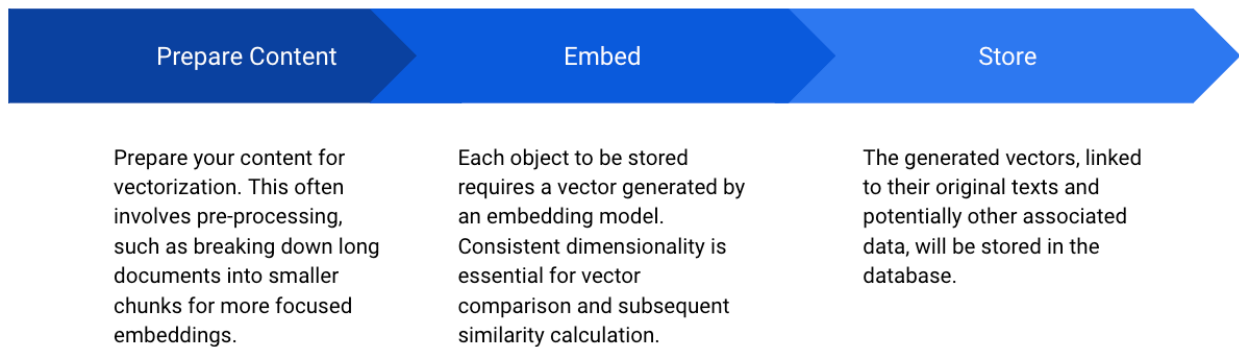 Prepare Content
Embed
Store
Prepare your content for
vectorization. This often
involves pre-processing,
such as breaking down long
documents into smaller
chunks for more focused
embeddings.
Each object to be stored
requires a vector generated by
an embedding model.
Consistent dimensionality is
essential for vector
comparison and subsequent
similarity calculation.
The generated vectors, linked
to their original texts and
potentially other associated
data, will be stored in the
database.